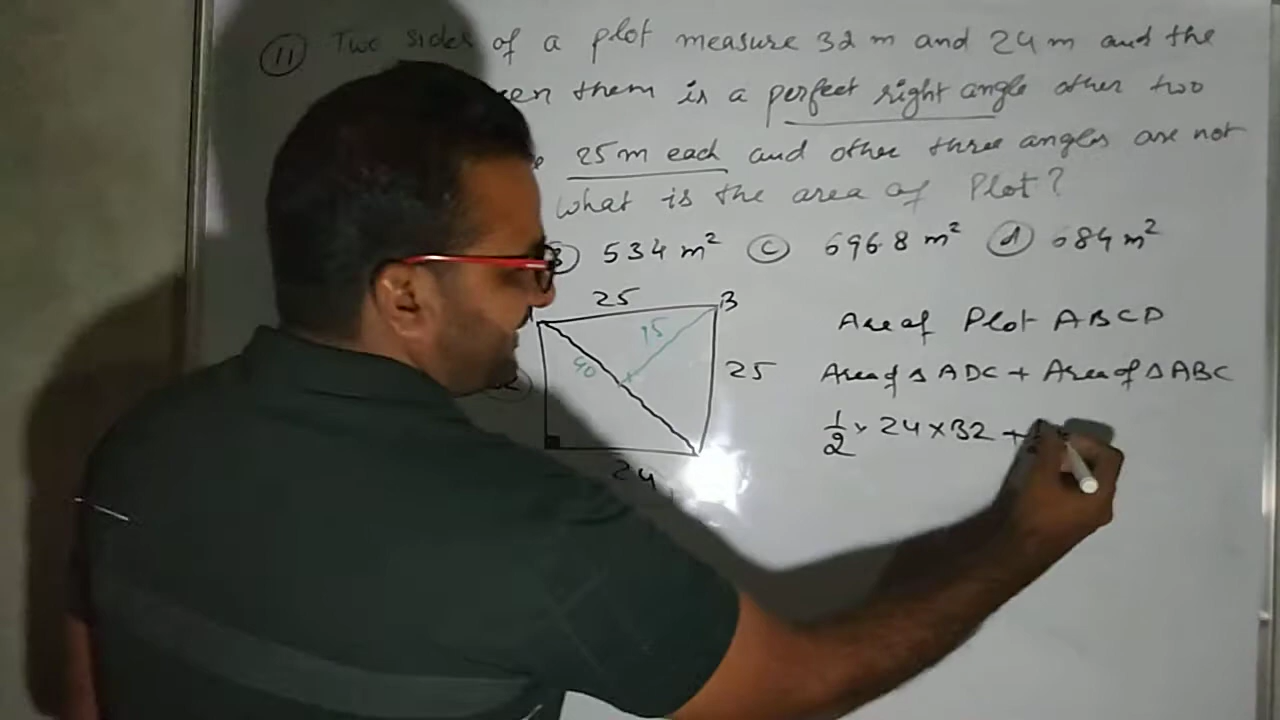 11 Two sides of a plot measure 32 m and 24 m and the
en them is a perfect right angle other two
25 m each and other three angles are not
What is the area of Plot?
B 534 m² C 696.8 m² d 684 m²
25 B
15
40
25
24
Area of Plot ABCD
Area of Δ ADC + Area of Δ ABC
1/2 × 24 × 32 +